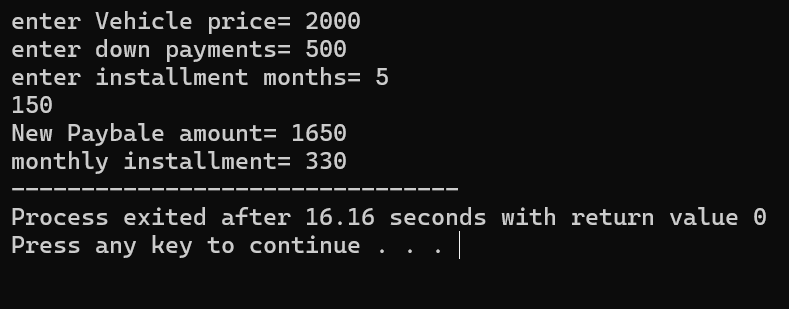 enter Vehicle price= 2000
enter down payments= 500
enter installment months= 5
150
New Paybale amount= 1650
monthly installment= 330
--------------------------------
Process exited after 16.16 seconds with return value 0
Press any key to continue . . .